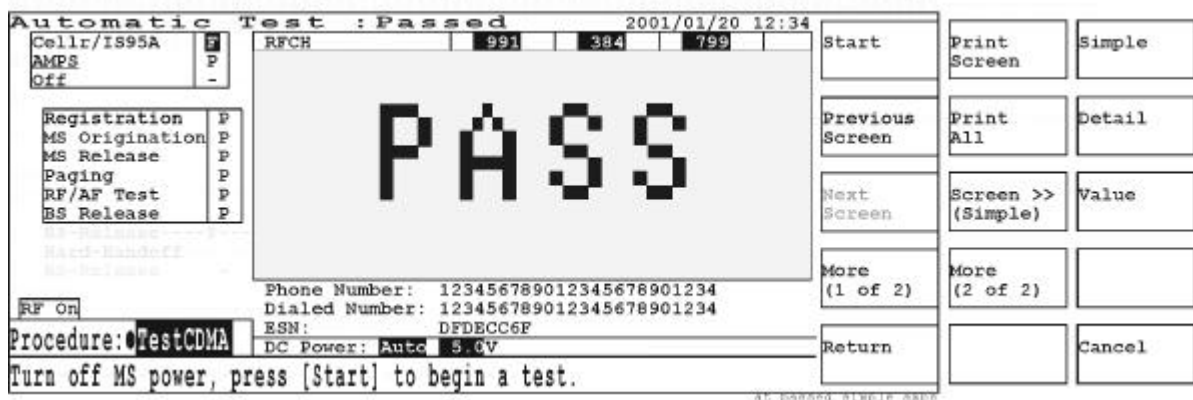 Automatic Test :Passed 2001/01/20 12:34
Cellr/IS95A F
AMPS P
Off -
RFCH 991 384 799
PASS
Registration P
MS Origination P
MS Release P
Paging P
RF/AF Test P
BS Release P
Hard-Handoff
Phone Number: 123456789012345678901234
Dialed Number: 123456789012345678901234
ESN: DFDECC6F
DC Power: Auto 5.0V
RF On
Procedure: TestCDMA
Turn off MS power, press [Start] to begin a test.
Start
Previous
Screen
Next
Screen
More
(1 of 2)
Return
Print
Screen
Print
All
Screen >>
(Simple)
More
(2 of 2)
Simple
Detail
Value
Cancel